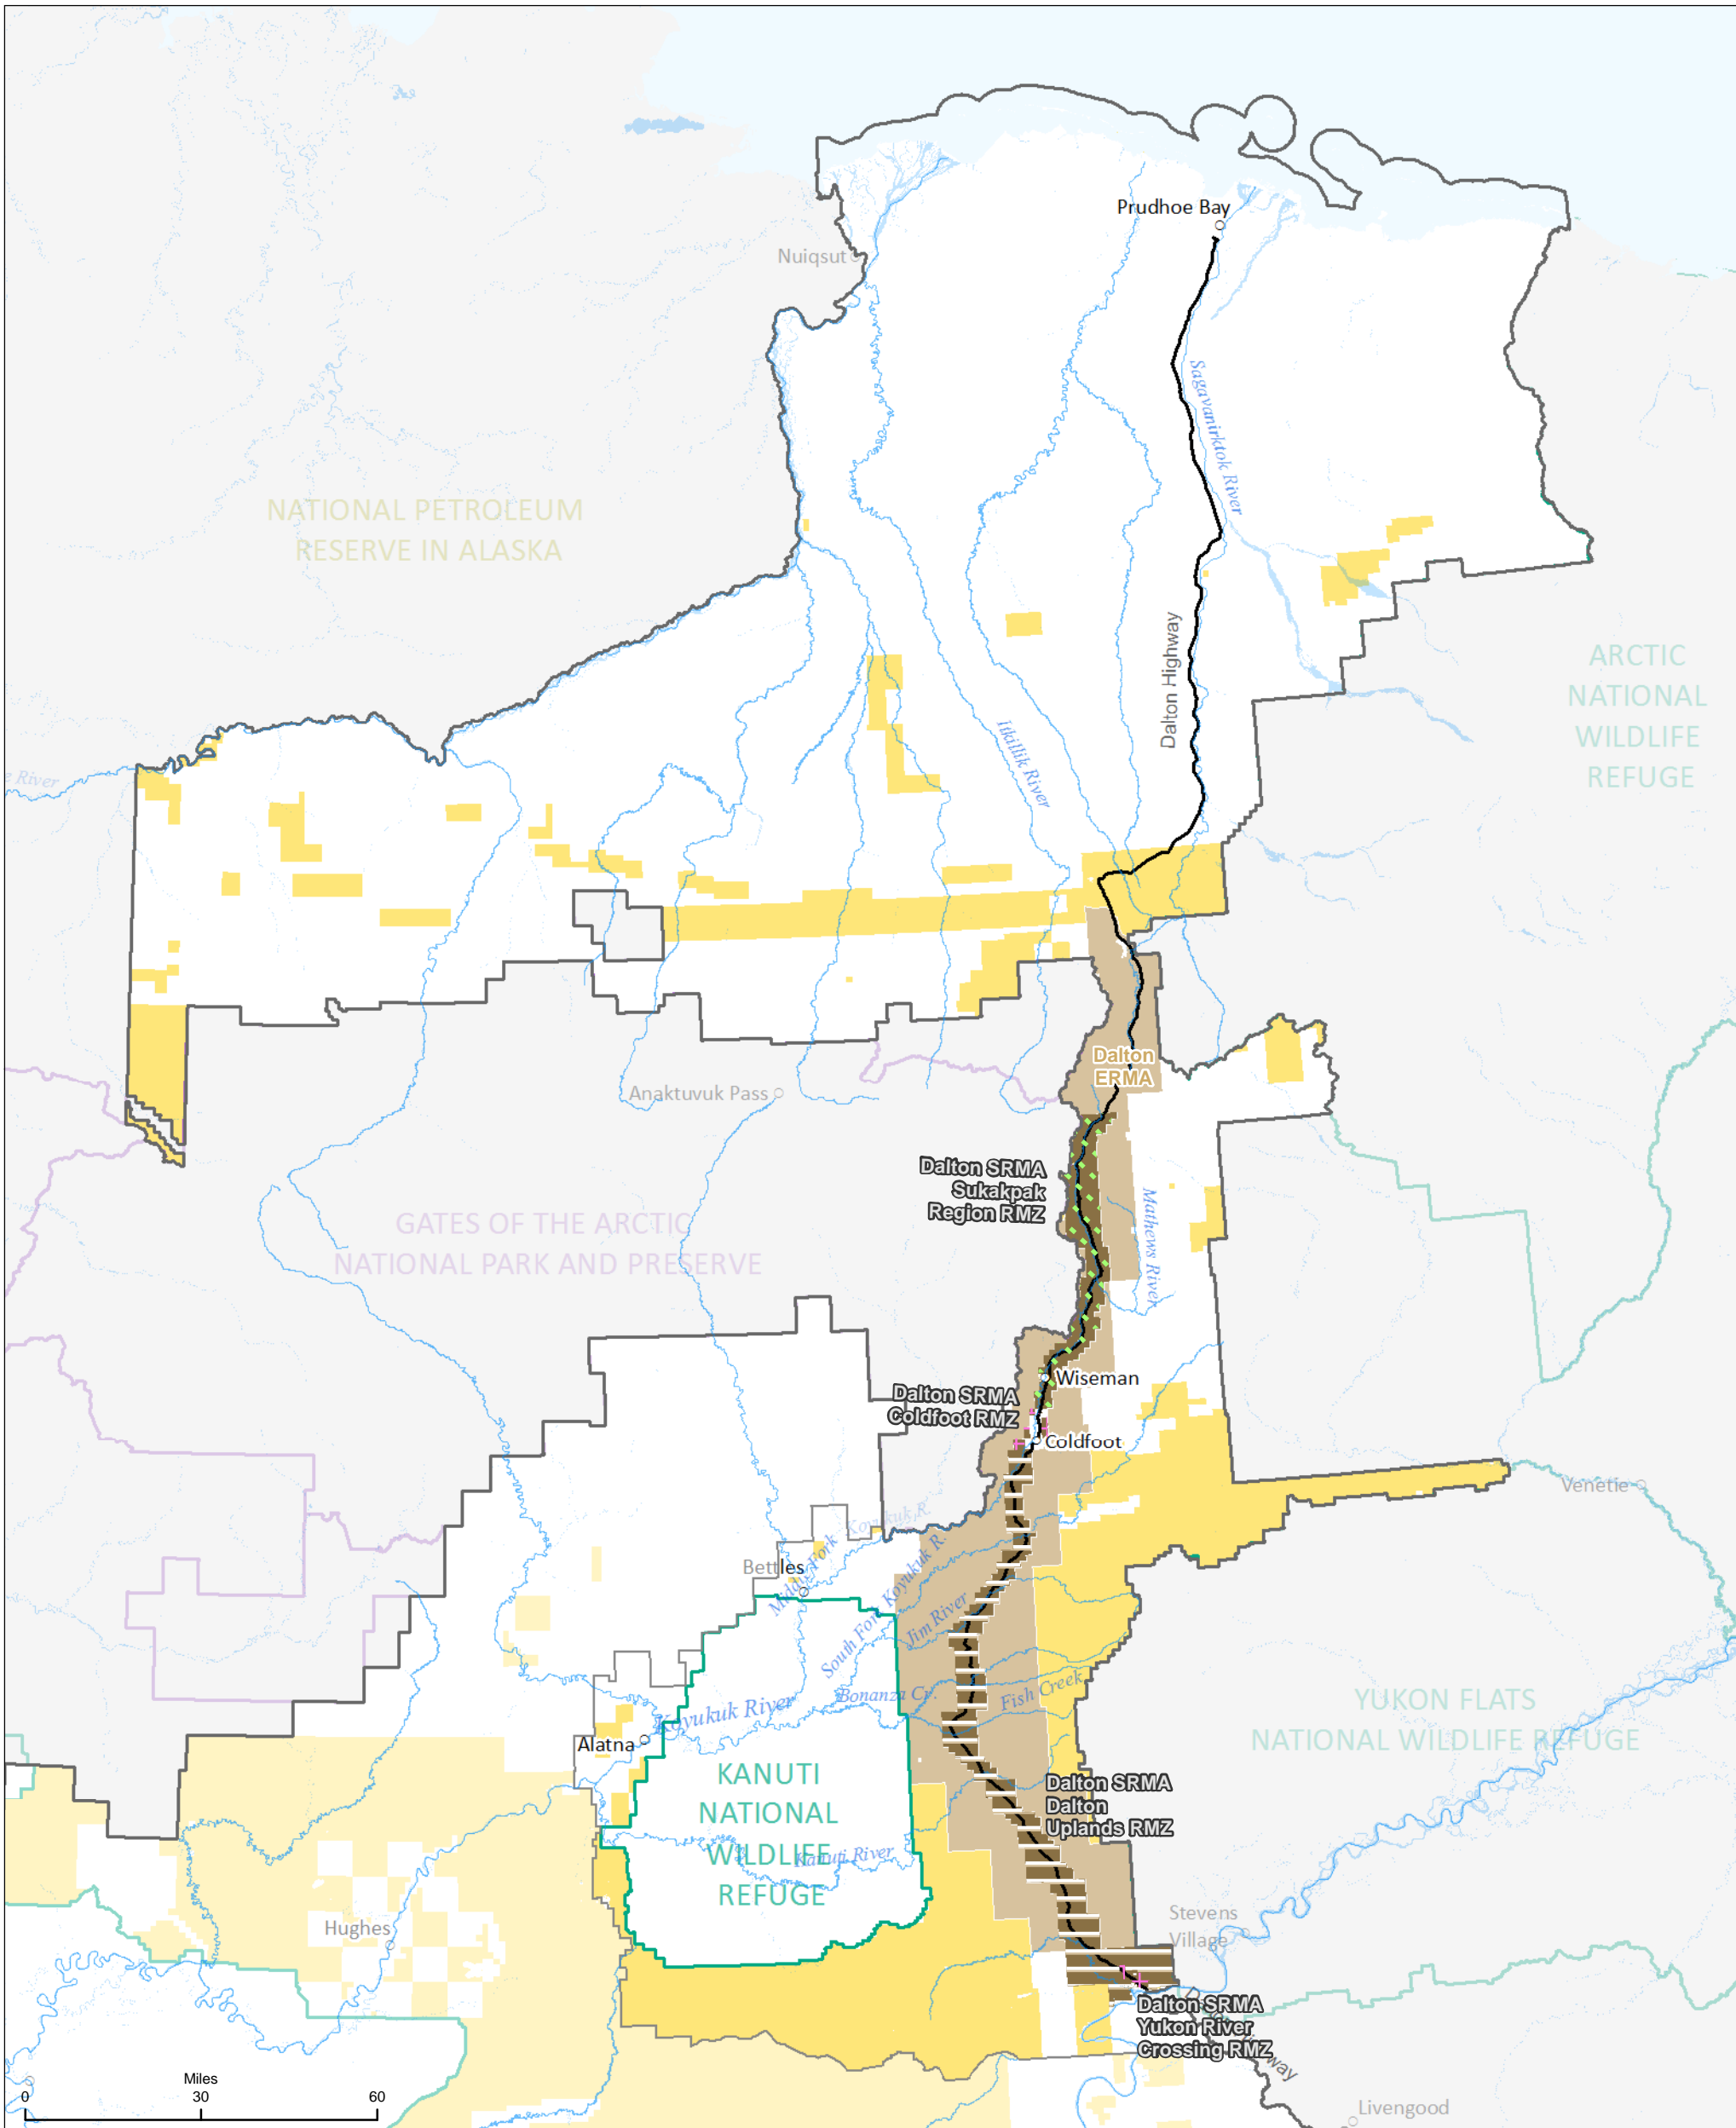 Prudhoe Bay
Nuiqsut
Sagavanirktok River
NATIONAL PETROLEUM
RESERVE IN ALASKA
Dalton Highway
ARCTIC
NATIONAL
WILDLIFE
REFUGE
Itkillik River
e River
Dalton
ERMA
Anaktuvuk Pass
Dalton SRMA
Sukakpak
Region RMZ
Mathews River
GATES OF THE ARCTIC
NATIONAL PARK AND PRESERVE
Wiseman
Dalton SRMA
Coldfoot RMZ
Coldfoot
Venetie
Koyukuk R.
Middle Fork
Bettles
South Fork Koyukuk R.
Jim River
Bonanza Cr.
Fish Creek
Koyukuk River
Alatna
YUKON FLATS
NATIONAL WILDLIFE REFUGE
KANUTI
NATIONAL
WILDLIFE
REFUGE
Kanuti River
Dalton SRMA
Dalton
Uplands RMZ
Hughes
Stevens
Village
Dalton SRMA
Yukon River
Crossing RMZ
way
Livengood
Miles
0 30 60